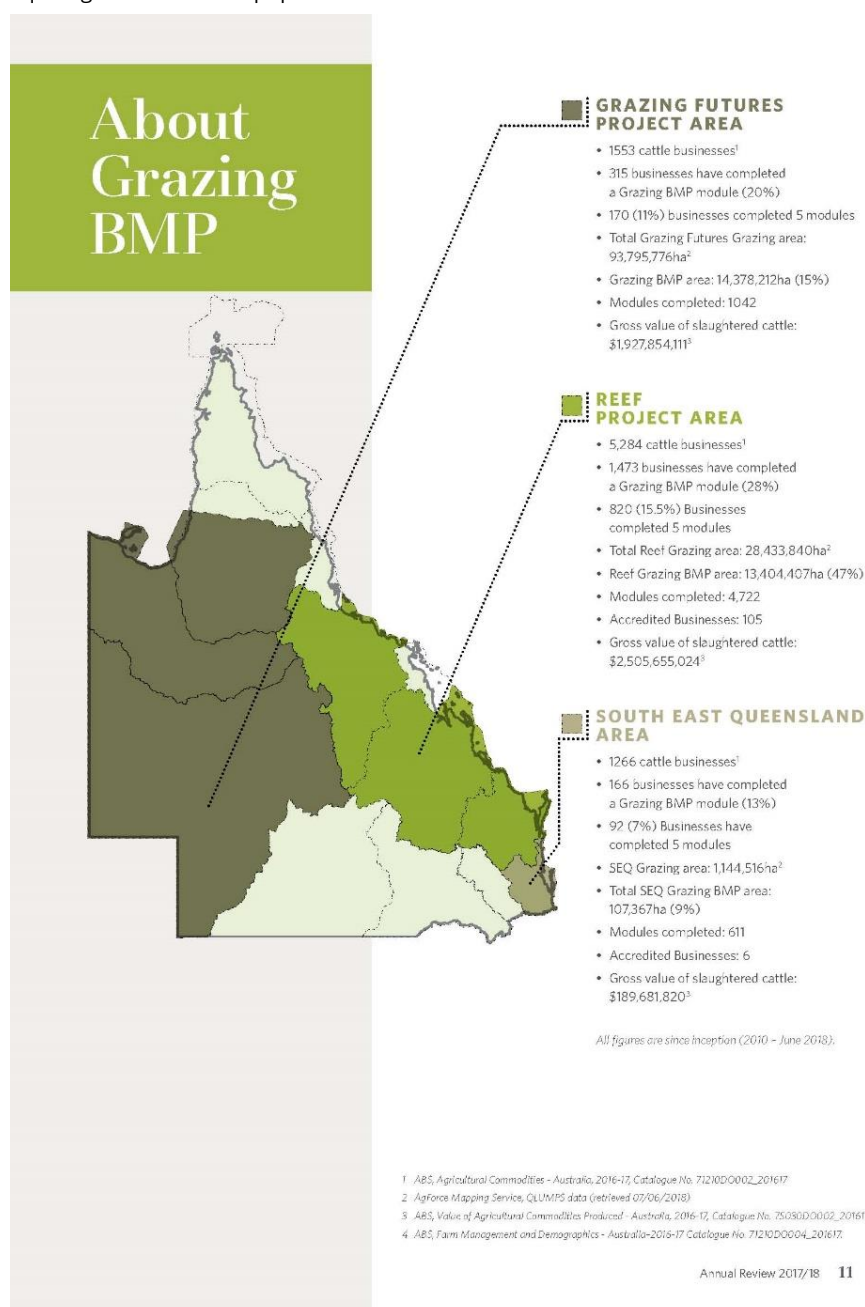 About
Grazing
BMP
GRAZING FUTURES
PROJECT AREA
• 1553 cattle businesses¹
• 315 businesses have completed
a Grazing BMP module (20%)
• 170 (11%) businesses completed 5 modules
• Total Grazing Futures Grazing area:
93,795,776ha²
• Grazing BMP area: 14,378,212ha (15%)
• Modules completed: 1042
• Gross value of slaughtered cattle:
$1,927,854,111³
REEF
PROJECT AREA
• 5,284 cattle businesses¹
• 1,473 businesses have completed
a Grazing BMP module (28%)
• 820 (15.5%) Businesses
completed 5 modules
• Total Reef Grazing area: 28,433,840ha²
• Reef Grazing BMP area: 13,404,407ha (47%)
• Modules completed: 4,722
• Accredited Businesses: 105
• Gross value of slaughtered cattle:
$2,505,655,024³
SOUTH EAST QUEENSLAND
AREA
• 1266 cattle businesses¹
• 166 businesses have completed
a Grazing BMP module (13%)
• 92 (7%) Businesses have
completed 5 modules
• SEQ Grazing area: 1,144,516ha²
• Total SEQ Grazing BMP area:
107,367ha (9%)
• Modules completed: 611
• Accredited Businesses: 6
• Gross value of slaughtered cattle:
$189,681,820³
All figures are since inception (2010 – June 2018).
1 ABS, Agricultural Commodities - Australia, 2016-17, Catalogue No. 71210DO002_201617
2 AgForce Mapping Service, QLUMPS data (retrieved 07/06/2018)
3 ABS, Value of Agricultural Commodities Produced - Australia, 2016-17, Catalogue No. 75030DO002_20161
4 ABS, Farm Management and Demographics - Australia-2016-17 Catalogue No. 71210DO004_201617.
Annual Review 2017/18 11